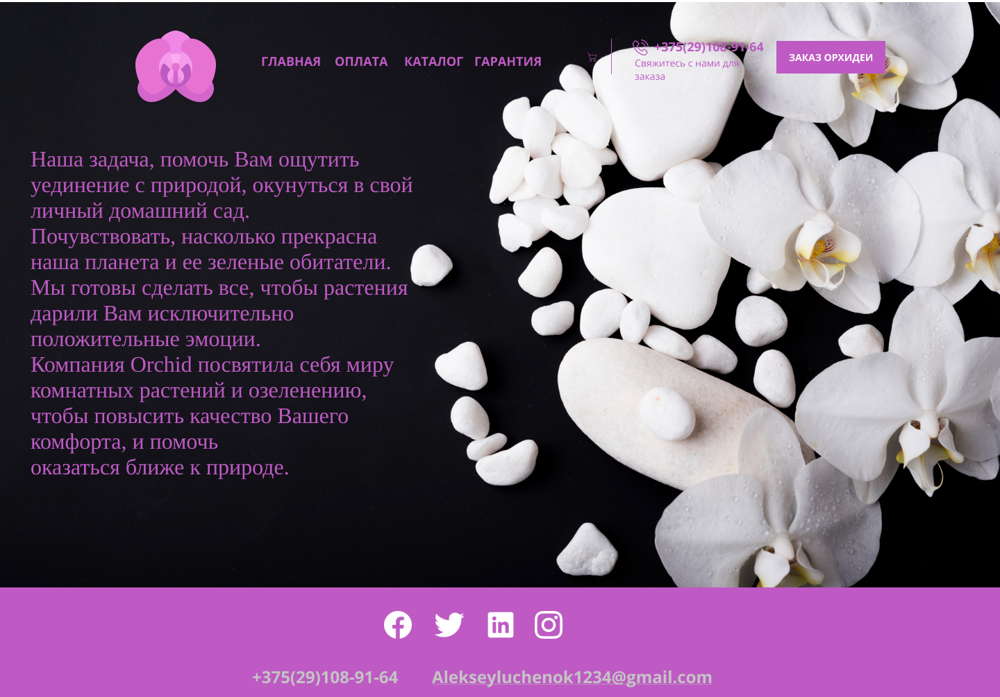 ГЛАВНАЯ ОПЛАТА КАТАЛОГ ГАРАНТИЯ
+375(29)108-91-64
Свяжитесь с нами для
заказа
ЗАКАЗ ОРХИДЕИ
Наша задача, помочь Вам ощутить
уединение с природой, окунуться в свой
личный домашний сад.
Почувствовать, насколько прекрасна
наша планета и ее зеленые обитатели.
Мы готовы сделать все, чтобы растения
дарили Вам исключительно
положительные эмоции.
Компания Orchid посвятила себя миру
комнатных растений и озеленению,
чтобы повысить качество Вашего
комфорта, и помочь
оказаться ближе к природе.
+375(29)108-91-64 Alekseyluchenok1234@gmail.com